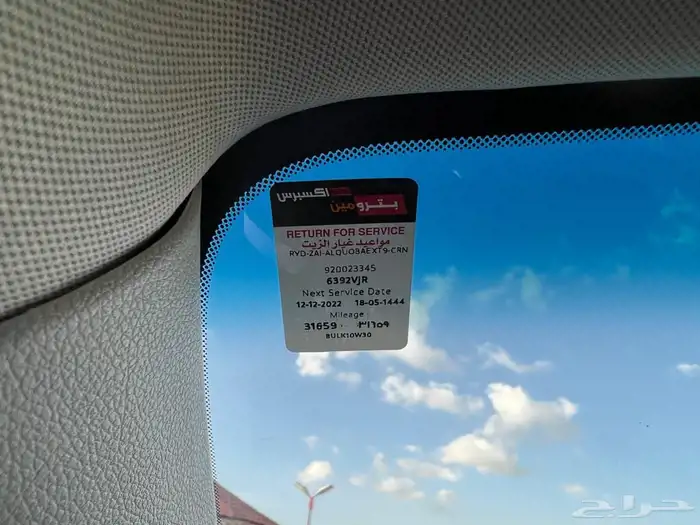 بترومين اكسبرس
RETURN FOR SERVICE
مواعيد غيار الزيت
RYD-ZAI-ALQUOBAEXT9-CRN
920023345
6392VJR
Next Service Date
12-12-2022 18-05-1444
Mileage
31659 ٣١٦٥٩
BULK10W30
حراج